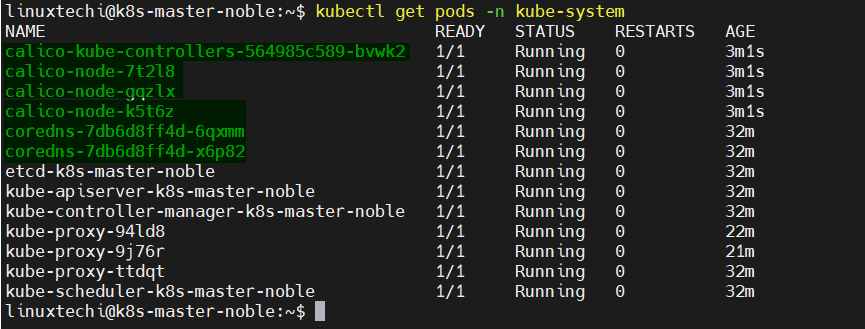 linuxtechi@k8s-master-noble:~$ kubectl get pods -n kube-system
NAME READY STATUS RESTARTS AGE
calico-kube-controllers-564985c589-bvwk2 1/1 Running 0 3m1s
calico-node-7t2l8 1/1 Running 0 3m1s
calico-node-gqzlx 1/1 Running 0 3m1s
calico-node-k5t6z 1/1 Running 0 3m1s
coredns-7db6d8ff4d-6qxmm 1/1 Running 0 32m
coredns-7db6d8ff4d-x6p82 1/1 Running 0 32m
etcd-k8s-master-noble 1/1 Running 0 32m
kube-apiserver-k8s-master-noble 1/1 Running 0 32m
kube-controller-manager-k8s-master-noble 1/1 Running 0 32m
kube-proxy-94ld8 1/1 Running 0 22m
kube-proxy-9j76r 1/1 Running 0 21m
kube-proxy-ttdqt 1/1 Running 0 32m
kube-scheduler-k8s-master-noble 1/1 Running 0 32m
linuxtechi@k8s-master-noble:~$